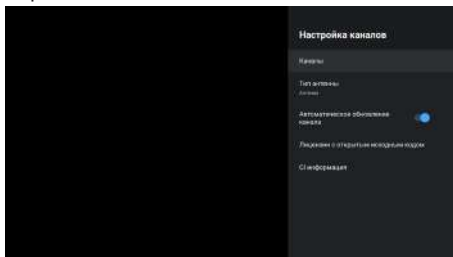 Настройка каналов
Каналы
Тип антенны
Антенна
Автоматическое обновление
канала
Лицензии с открытым исходным кодом
CI информация